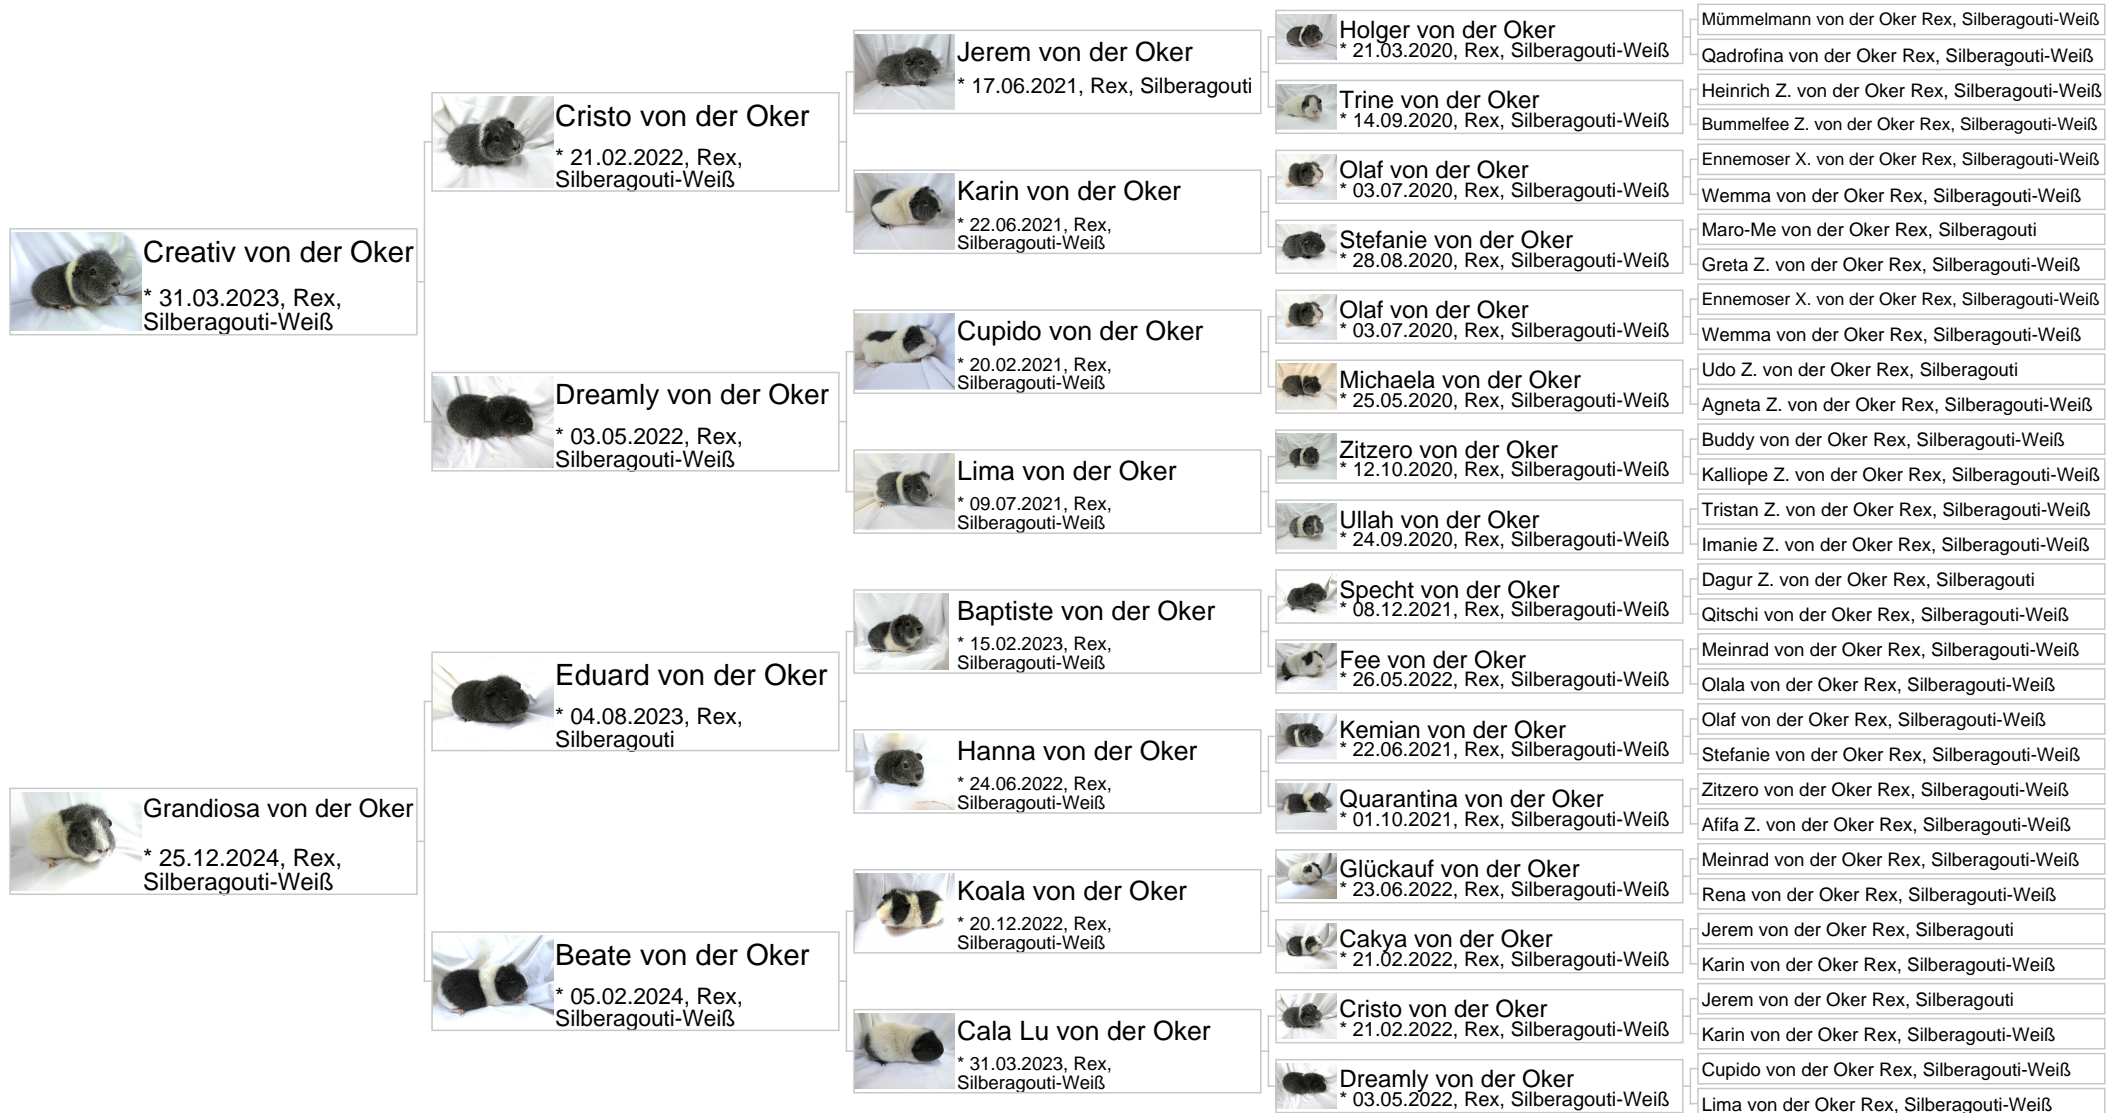 Creativ von der Oker
* 31.03.2023, Rex,
Silberagouti-Weiß
Grandiosa von der Oker
* 25.12.2024, Rex,
Silberagouti-Weiß
Cristo von der Oker
* 21.02.2022, Rex,
Silberagouti-Weiß
Dreamly von der Oker
* 03.05.2022, Rex,
Silberagouti-Weiß
Eduard von der Oker
* 04.08.2023, Rex,
Silberagouti
Beate von der Oker
* 05.02.2024, Rex,
Silberagouti-Weiß
Jerem von der Oker
* 17.06.2021, Rex, Silberagouti
Karin von der Oker
* 22.06.2021, Rex,
Silberagouti-Weiß
Cupido von der Oker
* 20.02.2021, Rex,
Silberagouti-Weiß
Lima von der Oker
* 09.07.2021, Rex,
Silberagouti-Weiß
Baptiste von der Oker
* 15.02.2023, Rex,
Silberagouti-Weiß
Hanna von der Oker
* 24.06.2022, Rex,
Silberagouti-Weiß
Koala von der Oker
* 20.12.2022, Rex,
Silberagouti-Weiß
Cala Lu von der Oker
* 31.03.2023, Rex,
Silberagouti-Weiß
Holger von der Oker
* 21.03.2020, Rex, Silberagouti-Weiß
Trine von der Oker
* 14.09.2020, Rex, Silberagouti-Weiß
Olaf von der Oker
* 03.07.2020, Rex, Silberagouti-Weiß
Stefanie von der Oker
* 28.08.2020, Rex, Silberagouti-Weiß
Olaf von der Oker
* 03.07.2020, Rex, Silberagouti-Weiß
Michaela von der Oker
* 25.05.2020, Rex, Silberagouti-Weiß
Zitzero von der Oker
* 12.10.2020, Rex, Silberagouti-Weiß
Ullah von der Oker
* 24.09.2020, Rex, Silberagouti-Weiß
Specht von der Oker
* 08.12.2021, Rex, Silberagouti-Weiß
Fee von der Oker
* 26.05.2022, Rex, Silberagouti-Weiß
Kemian von der Oker
* 22.06.2021, Rex, Silberagouti-Weiß
Quarantina von der Oker
* 01.10.2021, Rex, Silberagouti-Weiß
Glückauf von der Oker
* 23.06.2022, Rex, Silberagouti-Weiß
Cakya von der Oker
* 21.02.2022, Rex, Silberagouti-Weiß
Cristo von der Oker
* 21.02.2022, Rex, Silberagouti-Weiß
Dreamly von der Oker
* 03.05.2022, Rex, Silberagouti-Weiß
Mümmelmann von der Oker Rex, Silberagouti-Weiß
Qadrofina von der Oker Rex, Silberagouti-Weiß
Heinrich Z. von der Oker Rex, Silberagouti-Weiß
Bummelfee Z. von der Oker Rex, Silberagouti-Weiß
Ennemoser X. von der Oker Rex, Silberagouti-Weiß
Wemma von der Oker Rex, Silberagouti-Weiß
Maro-Me von der Oker Rex, Silberagouti
Greta Z. von der Oker Rex, Silberagouti-Weiß
Ennemoser X. von der Oker Rex, Silberagouti-Weiß
Wemma von der Oker Rex, Silberagouti-Weiß
Udo Z. von der Oker Rex, Silberagouti
Agneta Z. von der Oker Rex, Silberagouti-Weiß
Buddy von der Oker Rex, Silberagouti-Weiß
Kalliope Z. von der Oker Rex, Silberagouti-Weiß
Tristan Z. von der Oker Rex, Silberagouti-Weiß
Imanie Z. von der Oker Rex, Silberagouti-Weiß
Dagur Z. von der Oker Rex, Silberagouti
Qitschi von der Oker Rex, Silberagouti-Weiß
Meinrad von der Oker Rex, Silberagouti-Weiß
Olala von der Oker Rex, Silberagouti-Weiß
Olaf von der Oker Rex, Silberagouti-Weiß
Stefanie von der Oker Rex, Silberagouti-Weiß
Zitzero von der Oker Rex, Silberagouti-Weiß
Afifa Z. von der Oker Rex, Silberagouti-Weiß
Meinrad von der Oker Rex, Silberagouti-Weiß
Rena von der Oker Rex, Silberagouti-Weiß
Jerem von der Oker Rex, Silberagouti
Karin von der Oker Rex, Silberagouti-Weiß
Jerem von der Oker Rex, Silberagouti
Karin von der Oker Rex, Silberagouti-Weiß
Cupido von der Oker Rex, Silberagouti-Weiß
Lima von der Oker Rex, Silberagouti-Weiß